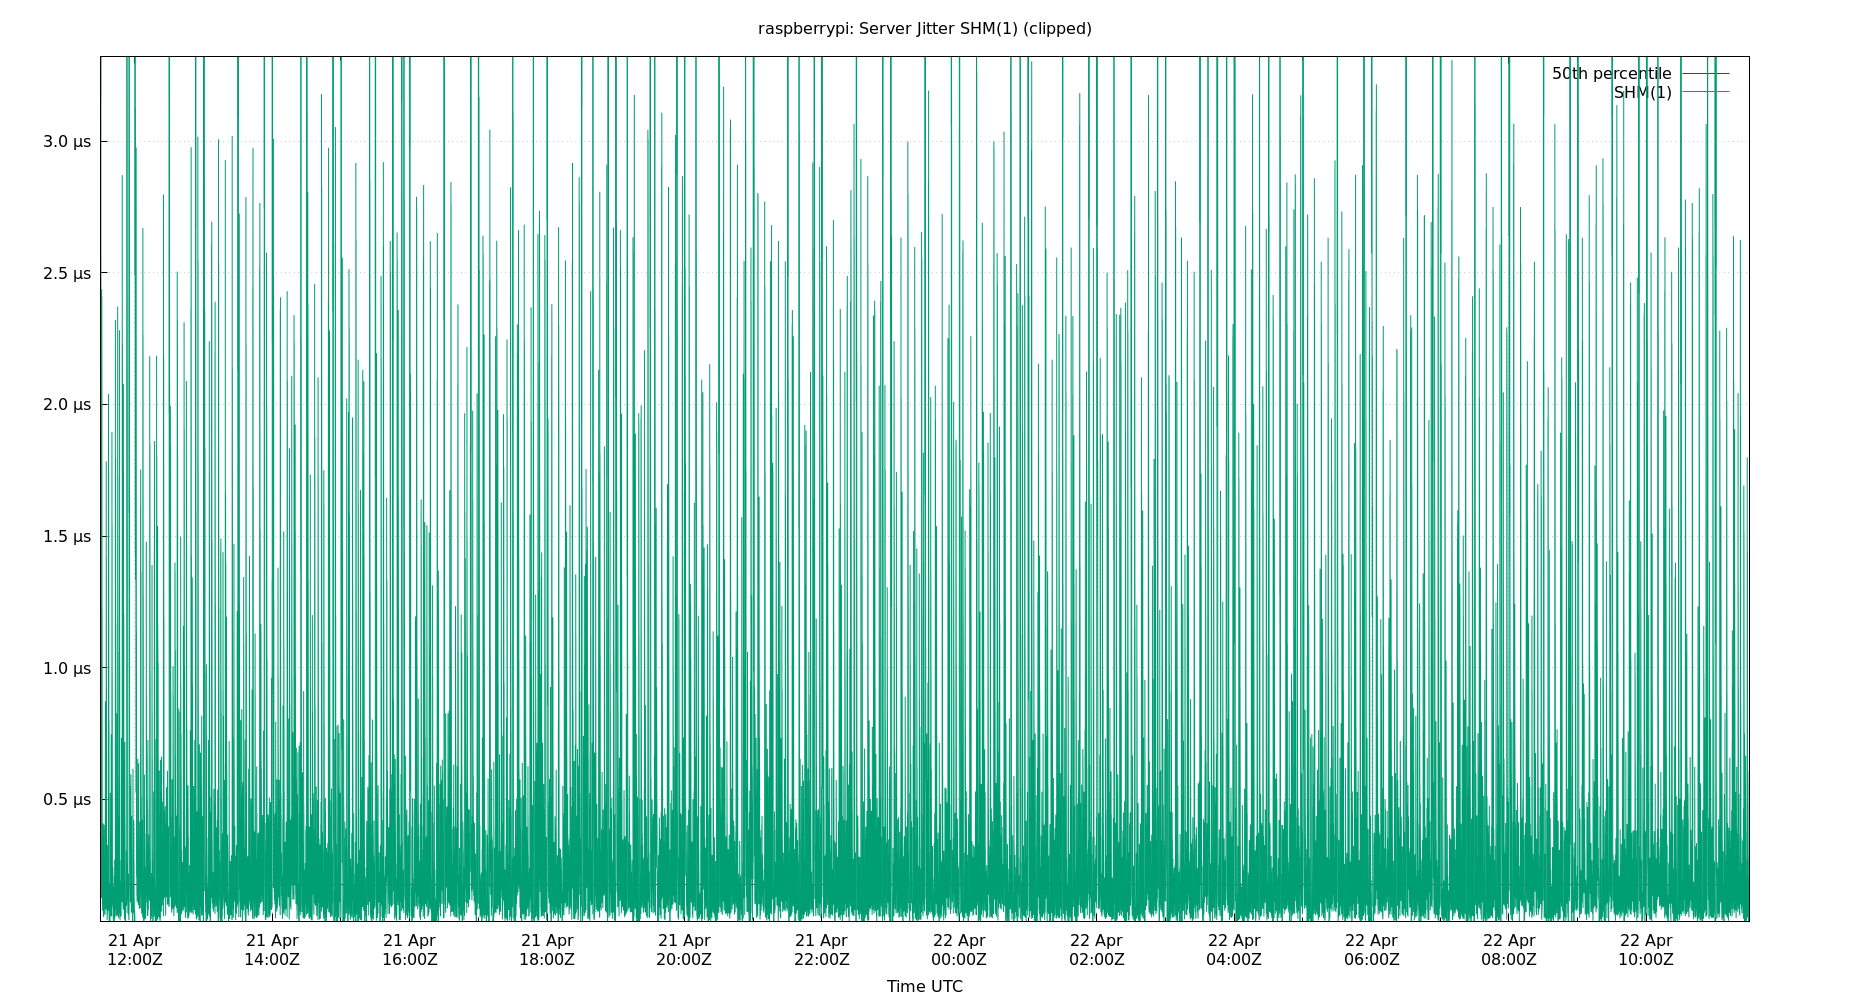 raspberrypi: Server Jitter SHM(1) (clipped)
50th percentile
SHM(1)
3.0 µs
2.5 µs
2.0 µs
1.5 µs
1.0 µs
0.5 µs
21 Apr 21 Apr 21 Apr 21 Apr 21 Apr 21 Apr 22 Apr 22 Apr 22 Apr 22 Apr 22 Apr 22 Apr
12:00Z 14:00Z 16:00Z 18:00Z 20:00Z 22:00Z 00:00Z 02:00Z 04:00Z 06:00Z 08:00Z 10:00Z
Time UTC